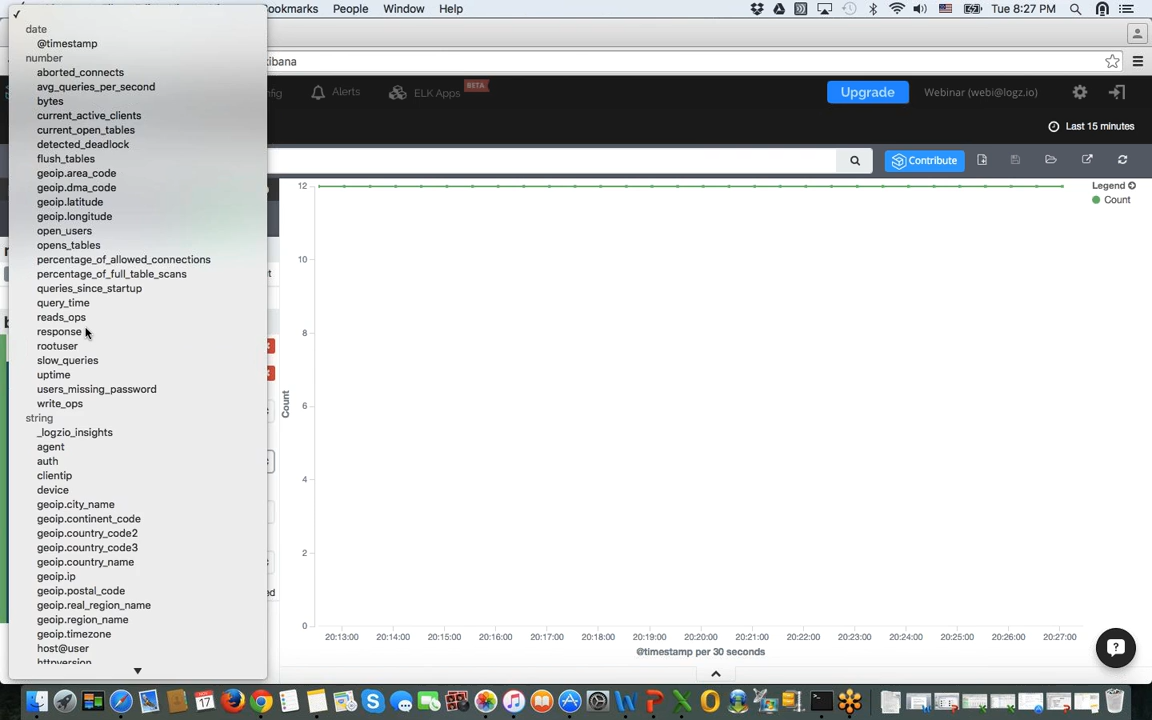 ookmarks People Window Help Tue 8:27 PM
ibana
nfig Alerts ELK Apps BETA Upgrade Webinar (webi@logz.io)
Last 15 minutes
Contribute
date
@timestamp
number
aborted_connects
avg_queries_per_second
bytes
current_active_clients
current_open_tables
detected_deadlock
flush_tables
geoip.area_code
geoip.dma_code
geoip.latitude
geoip.longitude
open_users
opens_tables
percentage_of_allowed_connections
percentage_of_full_table_scans
queries_since_startup
query_time
reads_ops
response
rootuser
slow_queries
uptime
users_missing_password
write_ops
string
_logzio_insights
agent
auth
clientip
device
geoip.city_name
geoip.continent_code
geoip.country_code2
geoip.country_code3
geoip.country_name
geoip.ip
geoip.postal_code
geoip.real_region_name
geoip.region_name
geoip.timezone
host@user
httpversion
t
ed
Legend
Count
12
10
8
6
4
2
0
Count
20:13:00 20:14:00 20:15:00 20:16:00 20:17:00 20:18:00 20:19:00 20:20:00 20:21:00 20:22:00 20:23:00 20:24:00 20:25:00 20:26:00 20:27:00
@timestamp per 30 seconds
17